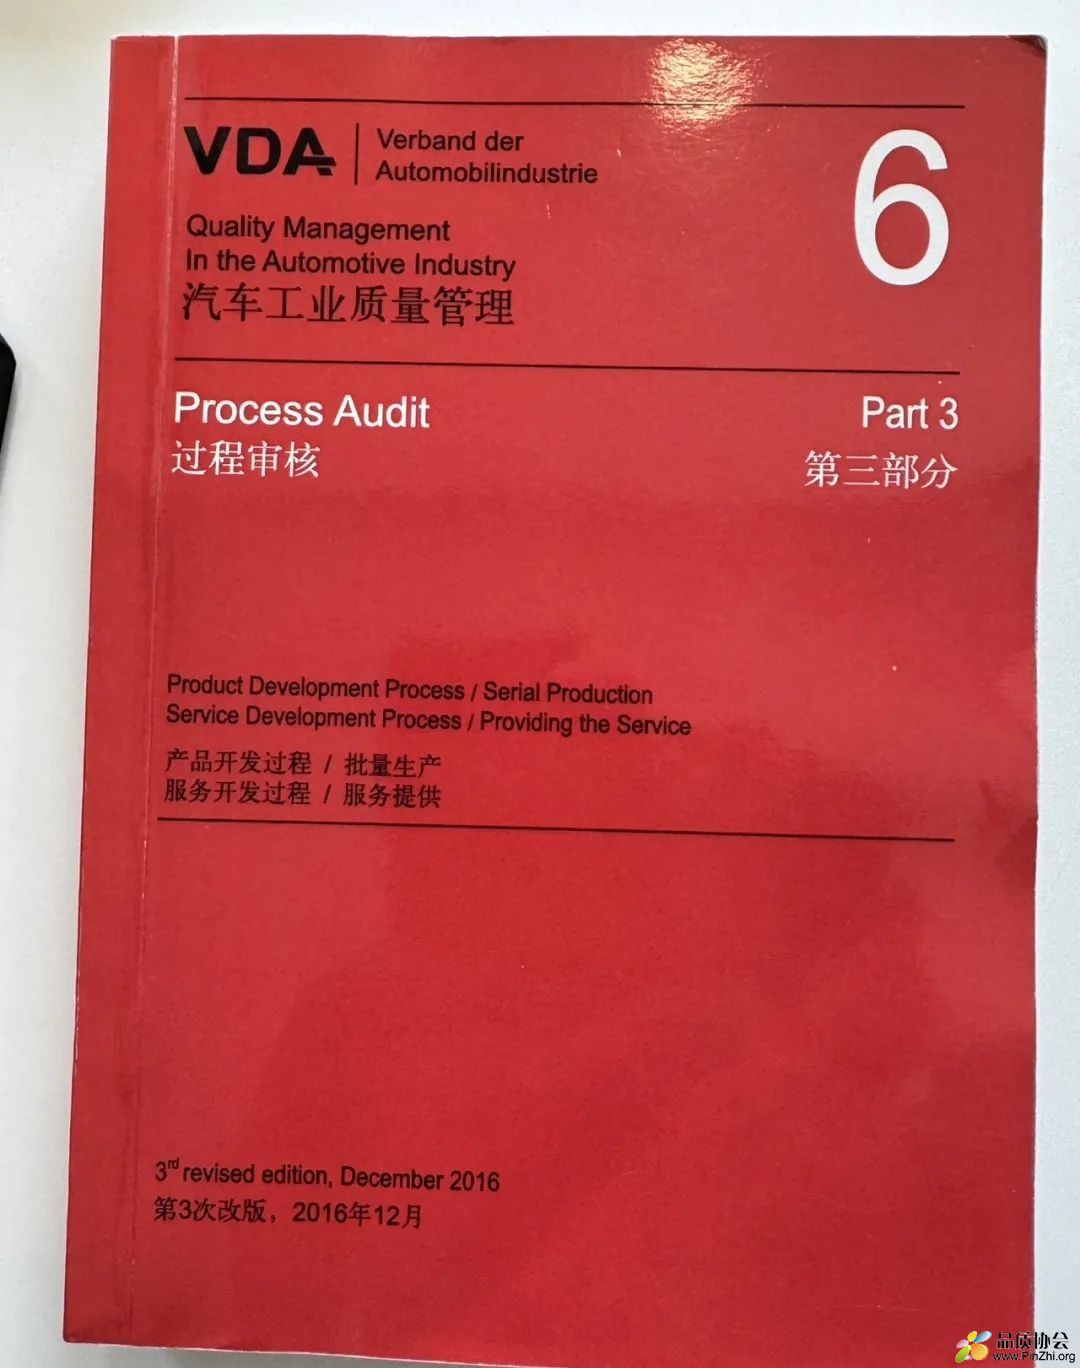 VDA
Verband der
Automobilindustrie
6
Quality Management
In the Automotive Industry
汽车工业质量管理
Process Audit
Part 3
过程审核
第三部分
Product Development Process / Serial Production
Service Development Process / Providing the Service
产品开发过程 / 批量生产
服务开发过程 / 服务提供
3rd revised edition, December 2016
第3次改版，2016年12月
品质协会
www.PinZhi.org